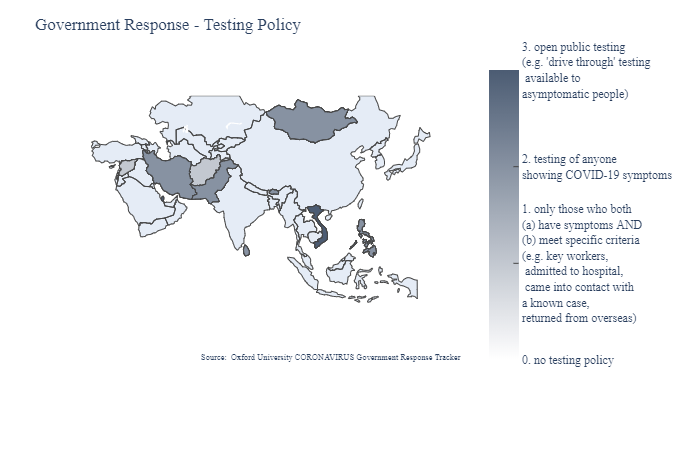 Government Response - Testing Policy
3. open public testing
(e.g. 'drive through' testing
available to
asymptomatic people)
2. testing of anyone
showing COVID-19 symptoms
1. only those who both
(a) have symptoms AND
(b) meet specific criteria
(e.g. key workers,
admitted to hospital,
came into contact with
a known case,
returned from overseas)
0. no testing policy
Source: Oxford University CORONAVIRUS Government Response Tracker